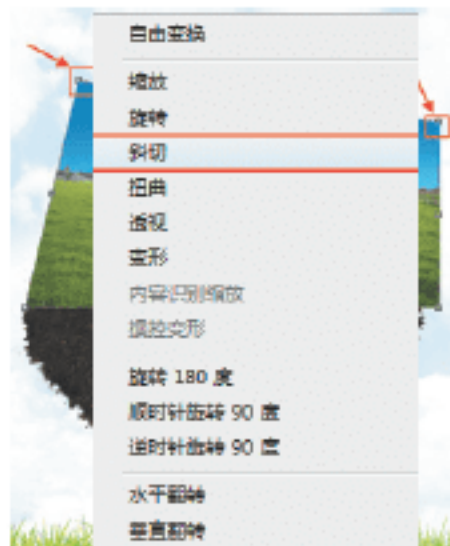 自由变换
缩放
旋转
斜切
扭曲
透视
变形
内容识别缩放
操控变形
旋转 180 度
顺时针旋转 90 度
逆时针旋转 90 度
水平翻转
垂直翻转